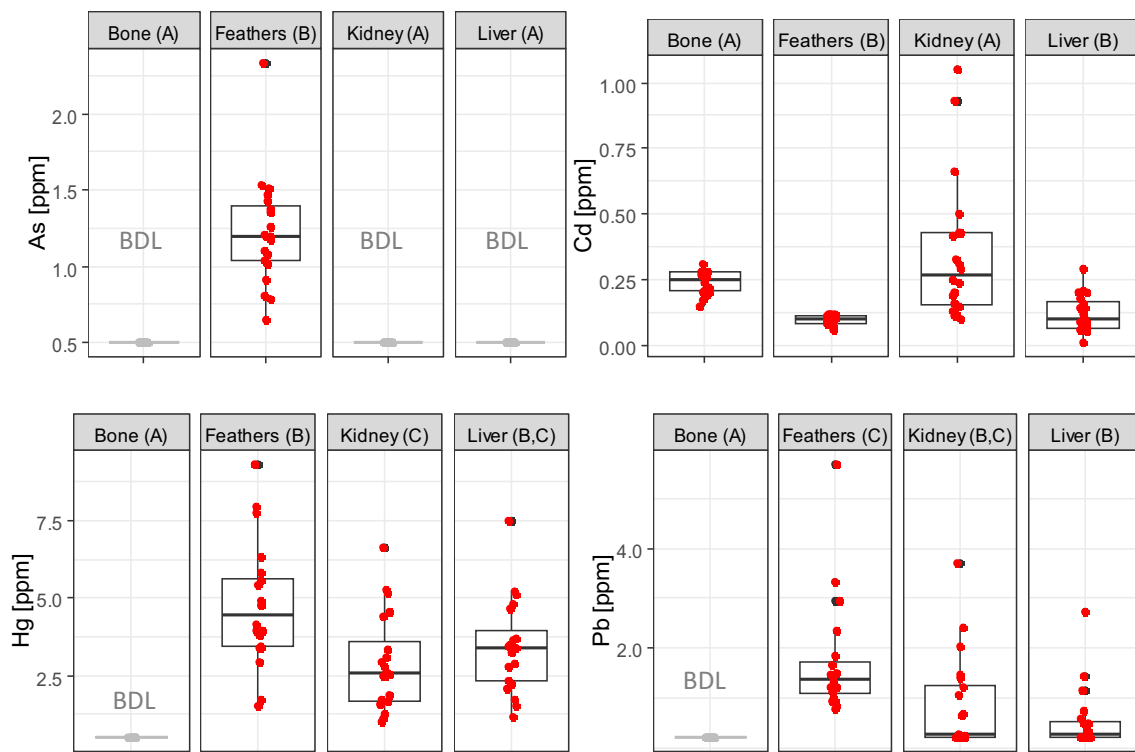 Bone (A) Feathers (B) Kidney (A) Liver (A)
As [ppm]
2.0
1.5
1.0
0.5
BDL BDL BDL
Bone (A) Feathers (B) Kidney (A) Liver (B)
Cd [ppm]
1.00
0.75
0.50
0.25
0.00
Bone (A) Feathers (B) Kidney (C) Liver (B,C)
Hg [ppm]
7.5
5.0
2.5
BDL
Bone (A) Feathers (C) Kidney (B,C) Liver (B)
Pb [ppm]
4.0
2.0
BDL